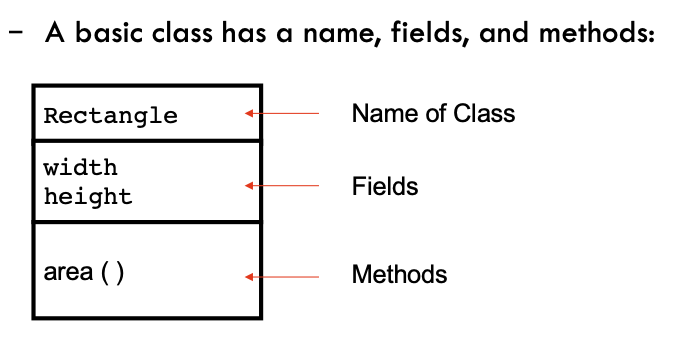 – A basic class has a name, fields, and methods:
Rectangle
Name of Class
width
height
Fields
area ( )
Methods